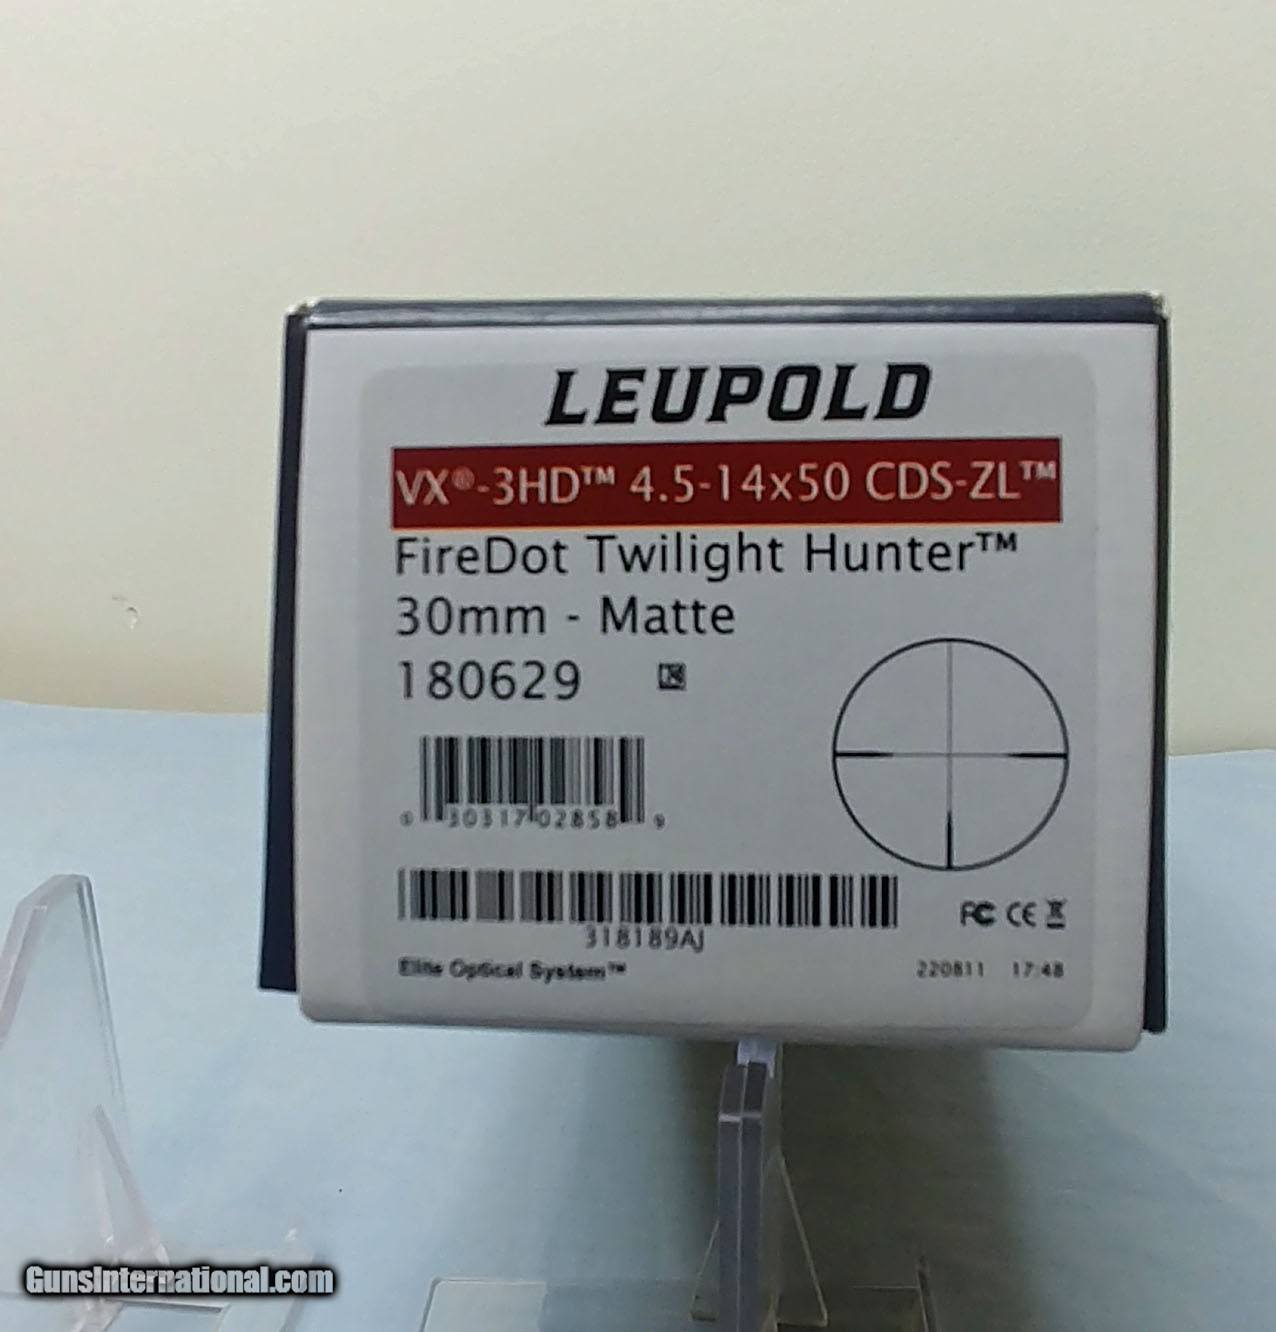 LEUPOLD
VX®-3HD™ 4.5-14x50 CDS-ZL™
FireDot Twilight Hunter™
30mm - Matte
180629
0 30317 02858 9
318189AJ
FC CE
Elite Optical System™
220811 17:48
GunsInternational.com